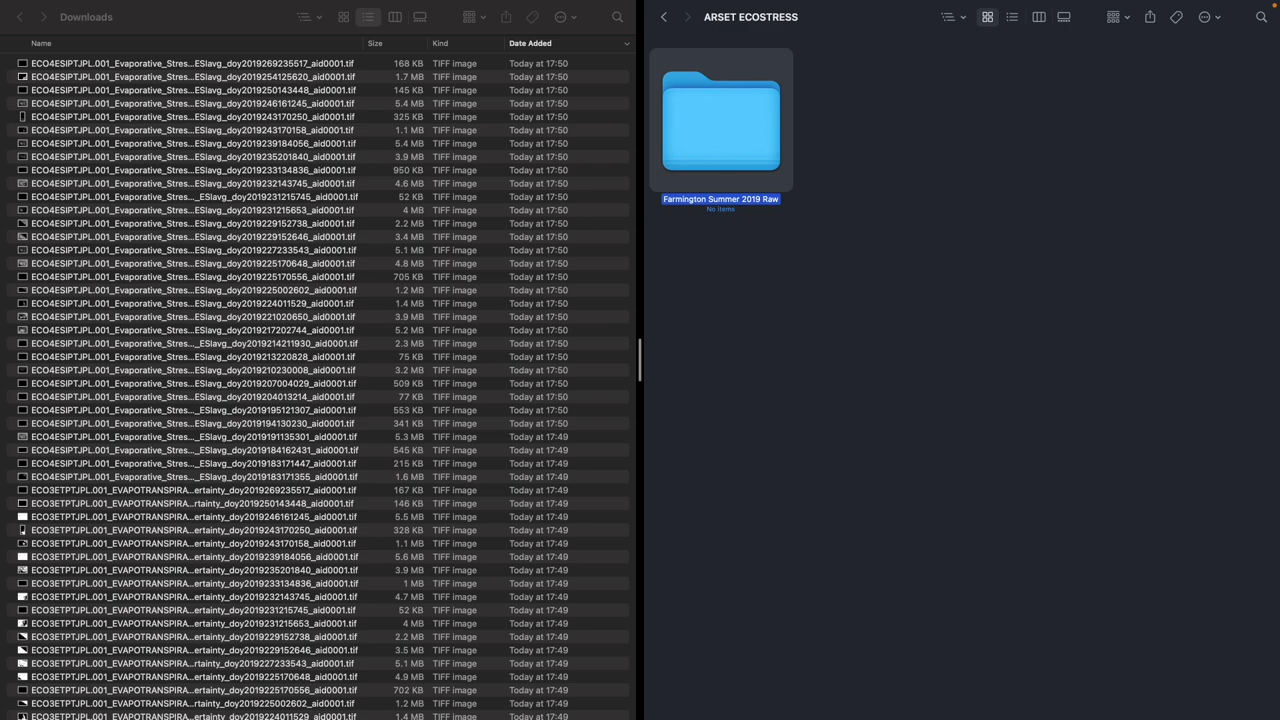 Downloads
Name Size Kind Date Added
ECO4ESIPTJPL.001_Evaporative_Stres...ESIavg_doy2019269235517_aid0001.tif 168 KB TIFF image Today at 17:50
ECO4ESIPTJPL.001_Evaporative_Stres...ESIavg_doy2019254125620_aid0001.tif 1.7 MB TIFF image Today at 17:50
ECO4ESIPTJPL.001_Evaporative_Stres...ESIavg_doy2019250143448_aid0001.tif 145 KB TIFF image Today at 17:50
ECO4ESIPTJPL.001_Evaporative_Stres...ESIavg_doy2019246161245_aid0001.tif 5.4 MB TIFF image Today at 17:50
ECO4ESIPTJPL.001_Evaporative_Stres...ESIavg_doy2019243170250_aid0001.tif 325 KB TIFF image Today at 17:50
ECO4ESIPTJPL.001_Evaporative_Stres...ESIavg_doy2019243170158_aid0001.tif 1.1 MB TIFF image Today at 17:50
ECO4ESIPTJPL.001_Evaporative_Stres...ESIavg_doy2019239184056_aid0001.tif 5.4 MB TIFF image Today at 17:50
ECO4ESIPTJPL.001_Evaporative_Stres...ESIavg_doy2019235201840_aid0001.tif 3.9 MB TIFF image Today at 17:50
ECO4ESIPTJPL.001_Evaporative_Stres...ESIavg_doy2019233134836_aid0001.tif 950 KB TIFF image Today at 17:50
ECO4ESIPTJPL.001_Evaporative_Stres...ESIavg_doy2019232143745_aid0001.tif 4.6 MB TIFF image Today at 17:50
ECO4ESIPTJPL.001_Evaporative_Stres..._ESIavg_doy2019231215745_aid0001.tif 52 KB TIFF image Today at 17:50
ECO4ESIPTJPL.001_Evaporative_Stres...ESIavg_doy2019231215653_aid0001.tif 4 MB TIFF image Today at 17:50
ECO4ESIPTJPL.001_Evaporative_Stres...ESIavg_doy2019229152738_aid0001.tif 2.2 MB TIFF image Today at 17:50
ECO4ESIPTJPL.001_Evaporative_Stres...ESIavg_doy2019229152646_aid0001.tif 3.4 MB TIFF image Today at 17:50
ECO4ESIPTJPL.001_Evaporative_Stres...ESIavg_doy2019227233543_aid0001.tif 5.1 MB TIFF image Today at 17:50
ECO4ESIPTJPL.001_Evaporative_Stres...ESIavg_doy2019225170648_aid0001.tif 4.8 MB TIFF image Today at 17:50
ECO4ESIPTJPL.001_Evaporative_Stres...ESIavg_doy2019225170556_aid0001.tif 705 KB TIFF image Today at 17:50
ECO4ESIPTJPL.001_Evaporative_Stres...ESIavg_doy2019225002602_aid0001.tif 1.2 MB TIFF image Today at 17:50
ECO4ESIPTJPL.001_Evaporative_Stres...ESIavg_doy2019224011529_aid0001.tif 1.4 MB TIFF image Today at 17:50
ECO4ESIPTJPL.001_Evaporative_Stres...ESIavg_doy2019221020650_aid0001.tif 3.9 MB TIFF image Today at 17:50
ECO4ESIPTJPL.001_Evaporative_Stres...ESIavg_doy2019217202744_aid0001.tif 5.2 MB TIFF image Today at 17:50
ECO4ESIPTJPL.001_Evaporative_Stres..._ESIavg_doy2019214211930_aid0001.tif 2.3 MB TIFF image Today at 17:50
ECO4ESIPTJPL.001_Evaporative_Stres...ESIavg_doy2019213220828_aid0001.tif 75 KB TIFF image Today at 17:50
ECO4ESIPTJPL.001_Evaporative_Stres...ESIavg_doy2019210230008_aid0001.tif 3.2 MB TIFF image Today at 17:50
ECO4ESIPTJPL.001_Evaporative_Stres...ESIavg_doy2019207004029_aid0001.tif 509 KB TIFF image Today at 17:50
ECO4ESIPTJPL.001_Evaporative_Stres...ESIavg_doy2019204013214_aid0001.tif 77 KB TIFF image Today at 17:50
ECO4ESIPTJPL.001_Evaporative_Stres..._ESIavg_doy2019195121307_aid0001.tif 553 KB TIFF image Today at 17:50
ECO4ESIPTJPL.001_Evaporative_Stres..._ESIavg_doy2019194130230_aid0001.tif 341 KB TIFF image Today at 17:50
ECO4ESIPTJPL.001_Evaporative_Stres..._ESIavg_doy2019191135301_aid0001.tif 5.3 MB TIFF image Today at 17:49
ECO4ESIPTJPL.001_Evaporative_Stres..._ESIavg_doy2019184162431_aid0001.tif 545 KB TIFF image Today at 17:49
ECO4ESIPTJPL.001_Evaporative_Stres..._ESIavg_doy2019183171447_aid0001.tif 215 KB TIFF image Today at 17:49
ECO4ESIPTJPL.001_Evaporative_Stres..._ESIavg_doy2019183171355_aid0001.tif 1.6 MB TIFF image Today at 17:49
ECO3ETPTJPL.001_EVAPOTRANSPIRA...ertainty_doy2019269235517_aid0001.tif 167 KB TIFF image Today at 17:49
ECO3ETPTJPL.001_EVAPOTRANSPIRA...rtainty_doy2019250143448_aid0001.tif 146 KB TIFF image Today at 17:49
ECO3ETPTJPL.001_EVAPOTRANSPIRA...ertainty_doy2019246161245_aid0001.tif 5.5 MB TIFF image Today at 17:49
ECO3ETPTJPL.001_EVAPOTRANSPIRA...ertainty_doy2019243170250_aid0001.tif 328 KB TIFF image Today at 17:49
ECO3ETPTJPL.001_EVAPOTRANSPIRA...ertainty_doy2019243170158_aid0001.tif 1.1 MB TIFF image Today at 17:49
ECO3ETPTJPL.001_EVAPOTRANSPIRA...ertainty_doy2019239184056_aid0001.tif 5.6 MB TIFF image Today at 17:49
ECO3ETPTJPL.001_EVAPOTRANSPIRA...ertainty_doy2019235201840_aid0001.tif 3.9 MB TIFF image Today at 17:49
ECO3ETPTJPL.001_EVAPOTRANSPIRA...ertainty_doy2019233134836_aid0001.tif 1 MB TIFF image Today at 17:49
ECO3ETPTJPL.001_EVAPOTRANSPIRA...ertainty_doy2019232143745_aid0001.tif 4.7 MB TIFF image Today at 17:49
ECO3ETPTJPL.001_EVAPOTRANSPIRA...ertainty_doy2019231215745_aid0001.tif 52 KB TIFF image Today at 17:49
ECO3ETPTJPL.001_EVAPOTRANSPIRA...ertainty_doy2019231215653_aid0001.tif 4 MB TIFF image Today at 17:49
ECO3ETPTJPL.001_EVAPOTRANSPIRA...ertainty_doy2019229152738_aid0001.tif 2.2 MB TIFF image Today at 17:49
ECO3ETPTJPL.001_EVAPOTRANSPIRA...ertainty_doy2019229152646_aid0001.tif 3.5 MB TIFF image Today at 17:49
ECO3ETPTJPL.001_EVAPOTRANSPIRA...rtainty_doy2019227233543_aid0001.tif 5.1 MB TIFF image Today at 17:49
ECO3ETPTJPL.001_EVAPOTRANSPIRA...ertainty_doy2019225170648_aid0001.tif 4.9 MB TIFF image Today at 17:49
ECO3ETPTJPL.001_EVAPOTRANSPIRA...ertainty_doy2019225170556_aid0001.tif 702 KB TIFF image Today at 17:49
ECO3ETPTJPL.001_EVAPOTRANSPIRA...ertainty_doy2019225002602_aid0001.tif 1.2 MB TIFF image Today at 17:49
ECO3ETPTJPL.001_EVAPOTRANSPIRA...ertainty_doy2019224011529_aid0001.tif 1.4 MB TIFF image Today at 17:49
ARSET ECOSTRESS
Farmington Summer 2019 Raw
No items